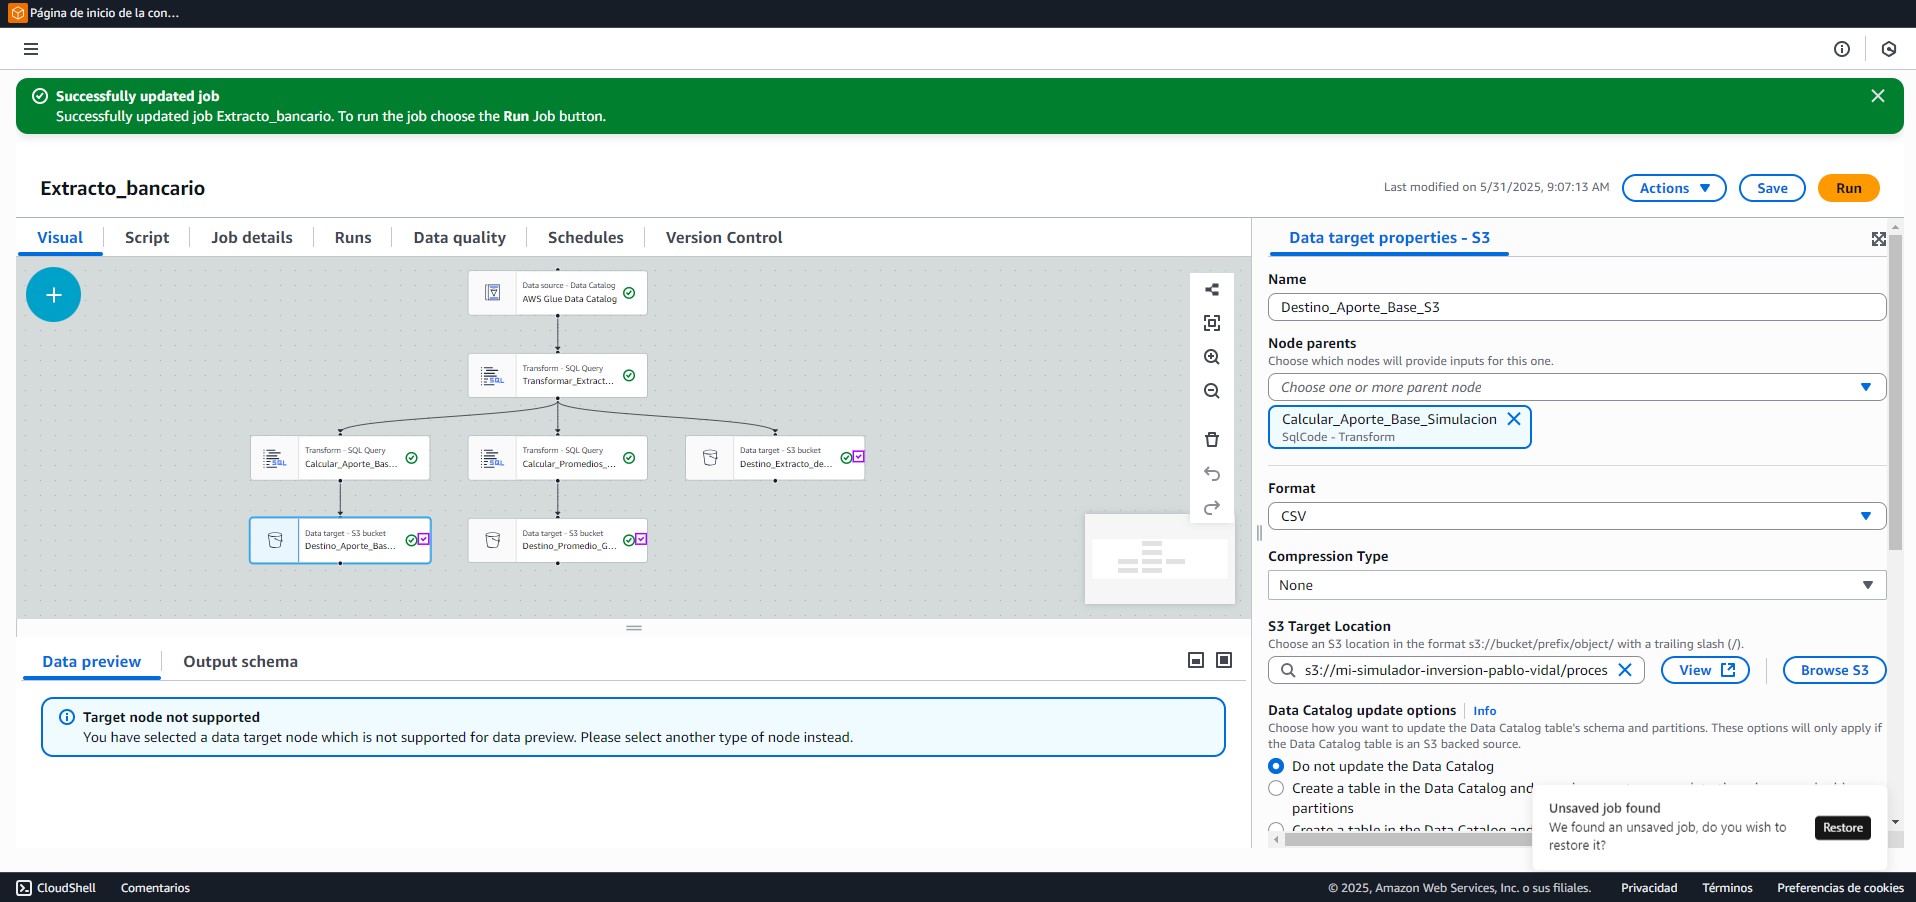 Página de inicio de la con...
Successfully updated job
Successfully updated job Extracto_bancario. To run the job choose the Run Job button.
Extracto_bancario
Last modified on 5/31/2025, 9:07:13 AM
Actions
Save
Run
Visual
Script
Job details
Runs
Data quality
Schedules
Version Control
Data source - Data Catalog
AWS Glue Data Catalog
Transform - SQL Query
Transformar_Extract...
SQL
Transform - SQL Query
Calcular_Aporte_Bas...
SQL
Transform - SQL Query
Calcular_Promedios_...
SQL
Data target - S3 bucket
Destino_Extracto_de...
Data target - S3 bucket
Destino_Aporte_Bas...
Data target - S3 bucket
Destino_Promedio_G...
Data preview
Output schema
Target node not supported
You have selected a data target node which is not supported for data preview. Please select another type of node instead.
Data target properties - S3
Name
Destino_Aporte_Base_S3
Node parents
Choose which nodes will provide inputs for this one.
Choose one or more parent node
Calcular_Aporte_Base_Simulacion
SqlCode - Transform
Format
CSV
Compression Type
None
S3 Target Location
Choose an S3 location in the format s3://bucket/prefix/object/ with a trailing slash (/).
s3://mi-simulador-inversion-pablo-vidal/proces
View
Browse S3
Data Catalog update options
Info
Choose how you want to update the Data Catalog table's schema and partitions. These options will only apply if
the Data Catalog table is an S3 backed source.
Do not update the Data Catalog
Create a table in the Data Catalog and
partitions
Create a table in the Data Catalog and
Unsaved job found
We found an unsaved job, do you wish to
restore it?
Restore
CloudShell
Comentarios
© 2025, Amazon Web Services, Inc. o sus filiales.
Privacidad
Términos
Preferencias de cookies